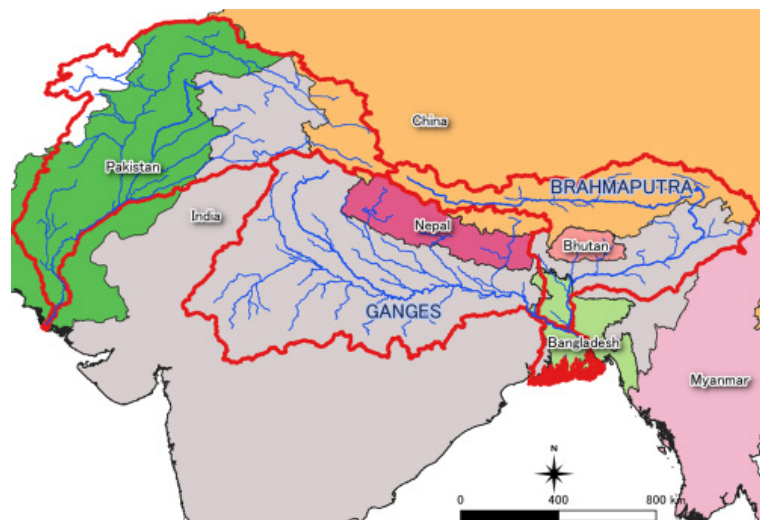 China
Pakistan
BRAHMAPUTRA
India
Nepal
Bhutan
GANGES
Bangladesh
Myanmar
N
0 400 800 km